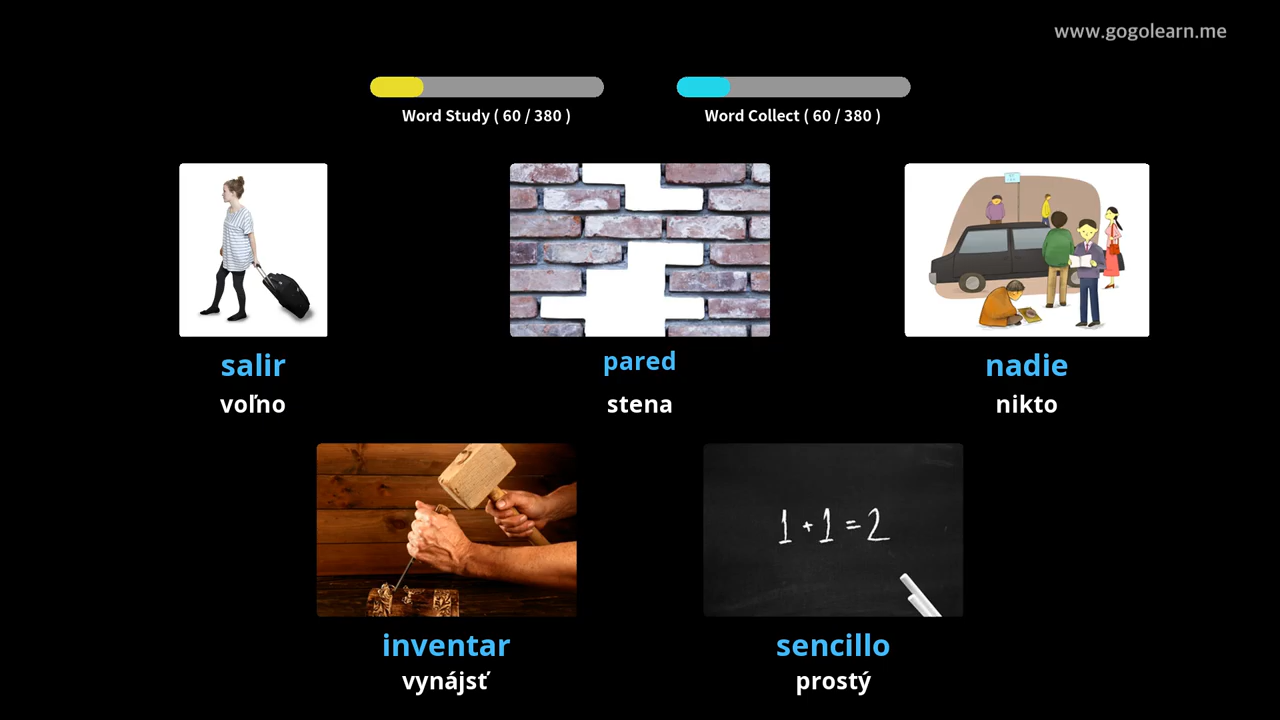 www.gogolearn.me
Word Study ( 60 / 380 )
Word Collect ( 60 / 380 )
salir
voľno
pared
stena
nadie
nikto
inventar
vynájsť
1 + 1 = 2
sencillo
prostý